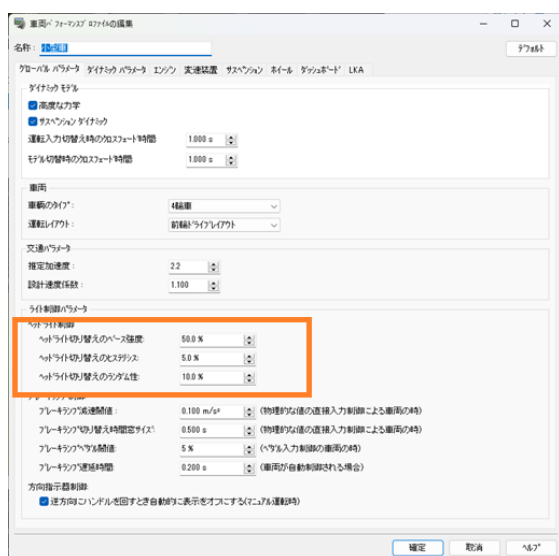 車両ﾊﾟﾌｫｰﾏﾝｽﾌﾟﾛﾌｧｲﾙの編集
名称: 小型車 ﾃﾞﾌｫﾙﾄ
ｸﾞﾛｰﾊﾞﾙ ﾊﾟﾗﾒｰﾀ ﾀﾞｲﾅﾐｯｸ ﾊﾟﾗﾒｰﾀ ｴﾝｼﾞﾝ 変速装置 ｻｽﾍﾟﾝｼｮﾝ ﾎｲｰﾙ ﾀﾞｯｼｭﾎﾞｰﾄﾞ LKA
ﾀﾞｲﾅﾐｯｸ ﾓﾃﾞﾙ
高度な力学
ｻｽﾍﾟﾝｼｮﾝ ﾀﾞｲﾅﾐｯｸ
運転入力切替え時のｸﾛｽﾌｪｰﾄﾞ時間: 1.000 s
ﾓﾃﾞﾙ切替時のｸﾛｽﾌｪｰﾄﾞ時間: 1.000 s
車両
車輌のﾀｲﾌﾟ: 4輪車
運転ﾚｲｱｳﾄ: 前輪ﾄﾞﾗｲﾌﾞﾚｲｱｳﾄ
交通ﾊﾟﾗﾒｰﾀ
推定加速度: 2.2
設計速度係数: 1.100
ﾗｲﾄ制御ﾊﾟﾗﾒｰﾀ
ﾍｯﾄﾞﾗｲﾄ制御
ﾍｯﾄﾞﾗｲﾄ切り替えのﾍﾞｰｽ強度: 50.0 %
ﾍｯﾄﾞﾗｲﾄ切り替えのﾋｽﾃﾘｼｽ: 5.0 %
ﾍｯﾄﾞﾗｲﾄ切り替えのﾗﾝﾀﾞﾑ性: 10.0 %
ﾌﾞﾚｰｷﾗﾝﾌﾟ減速閾値: 0.100 m/s² (物理的な値の直接入力制御による車両の時)
ﾌﾞﾚｰｷﾗﾝﾌﾟ切り替え時間窓ｻｲｽﾞ: 0.500 s (物理的な値の直接入力制御による車両の時)
ﾌﾞﾚｰｷﾗﾝﾌﾟﾍﾟﾀﾞﾙ閾値: 5 % (ﾍﾟﾀﾞﾙ入力制御の車両の時)
ﾌﾞﾚｰｷﾗﾝﾌﾟ遅延時間: 0.200 s (車両が自動制御される場合)
方向指示器制御
逆方向にﾊﾝﾄﾞﾙを回すとき自動的に表示をｵﾌにする(ﾏﾆｭｱﾙ運転時)
確定 取消 ﾍﾙﾌﾟ